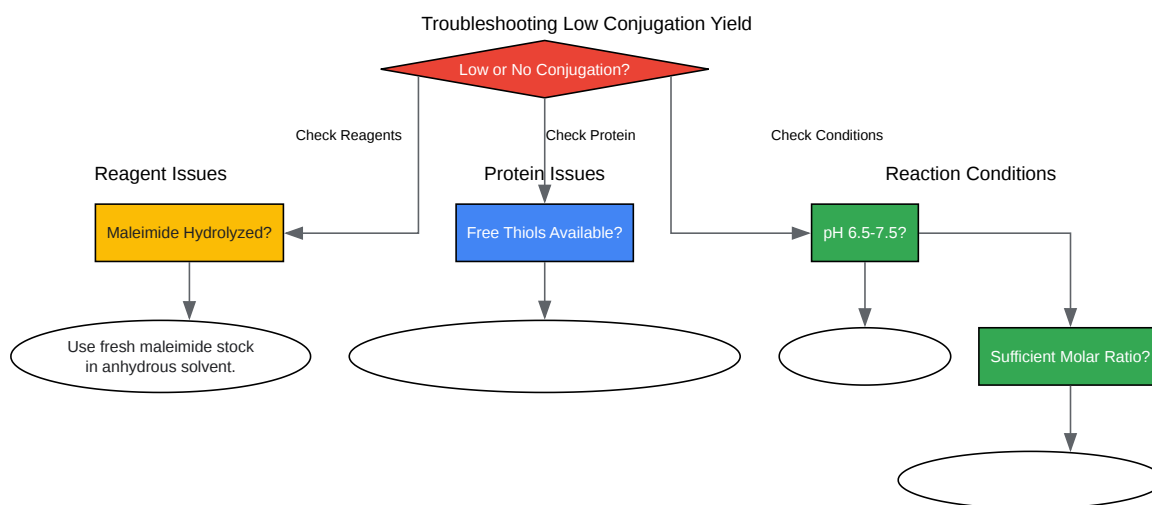 Troubleshooting Low Conjugation Yield
Low or No Conjugation?
Check Reagents
Check Protein
Check Conditions
Reagent Issues
Protein Issues
Reaction Conditions
Maleimide Hydrolyzed?
Free Thiols Available?
pH 6.5-7.5?
Use fresh maleimide stock
in anhydrous solvent.
Sufficient Molar Ratio?